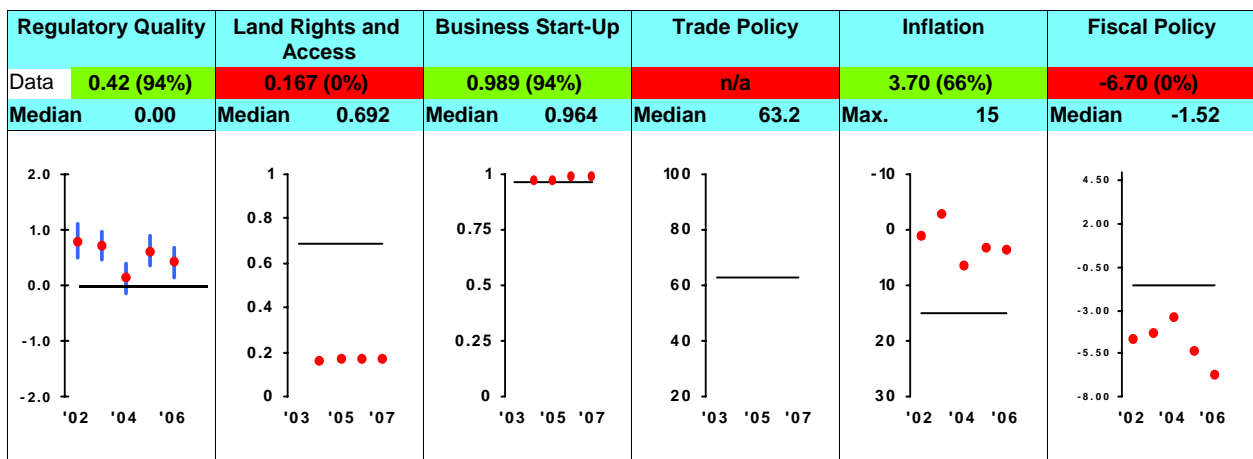 Regulatory Quality
Land Rights and
Access
Business Start-Up
Trade Policy
Inflation
Fiscal Policy
Data 0.42 (94%)
0.167 (0%)
0.989 (94%)
n/a
3.70 (66%)
-6.70 (0%)
Median 0.00
Median 0.692
Median 0.964
Median 63.2
Max. 15
Median -1.52
2.0
1.0
0.0
-1.0
-2.0
'02 '04 '06
1
0.8
0.6
0.4
0.2
0
'03 '05 '07
1
0.75
0.5
0.25
0
'03 '05 '07
100
80
60
40
20
'03 '05 '07
-10
0
10
20
30
'02 '04 '06
4.50
2.00
-0.50
-3.00
-5.50
-8.00
'02 '04 '06